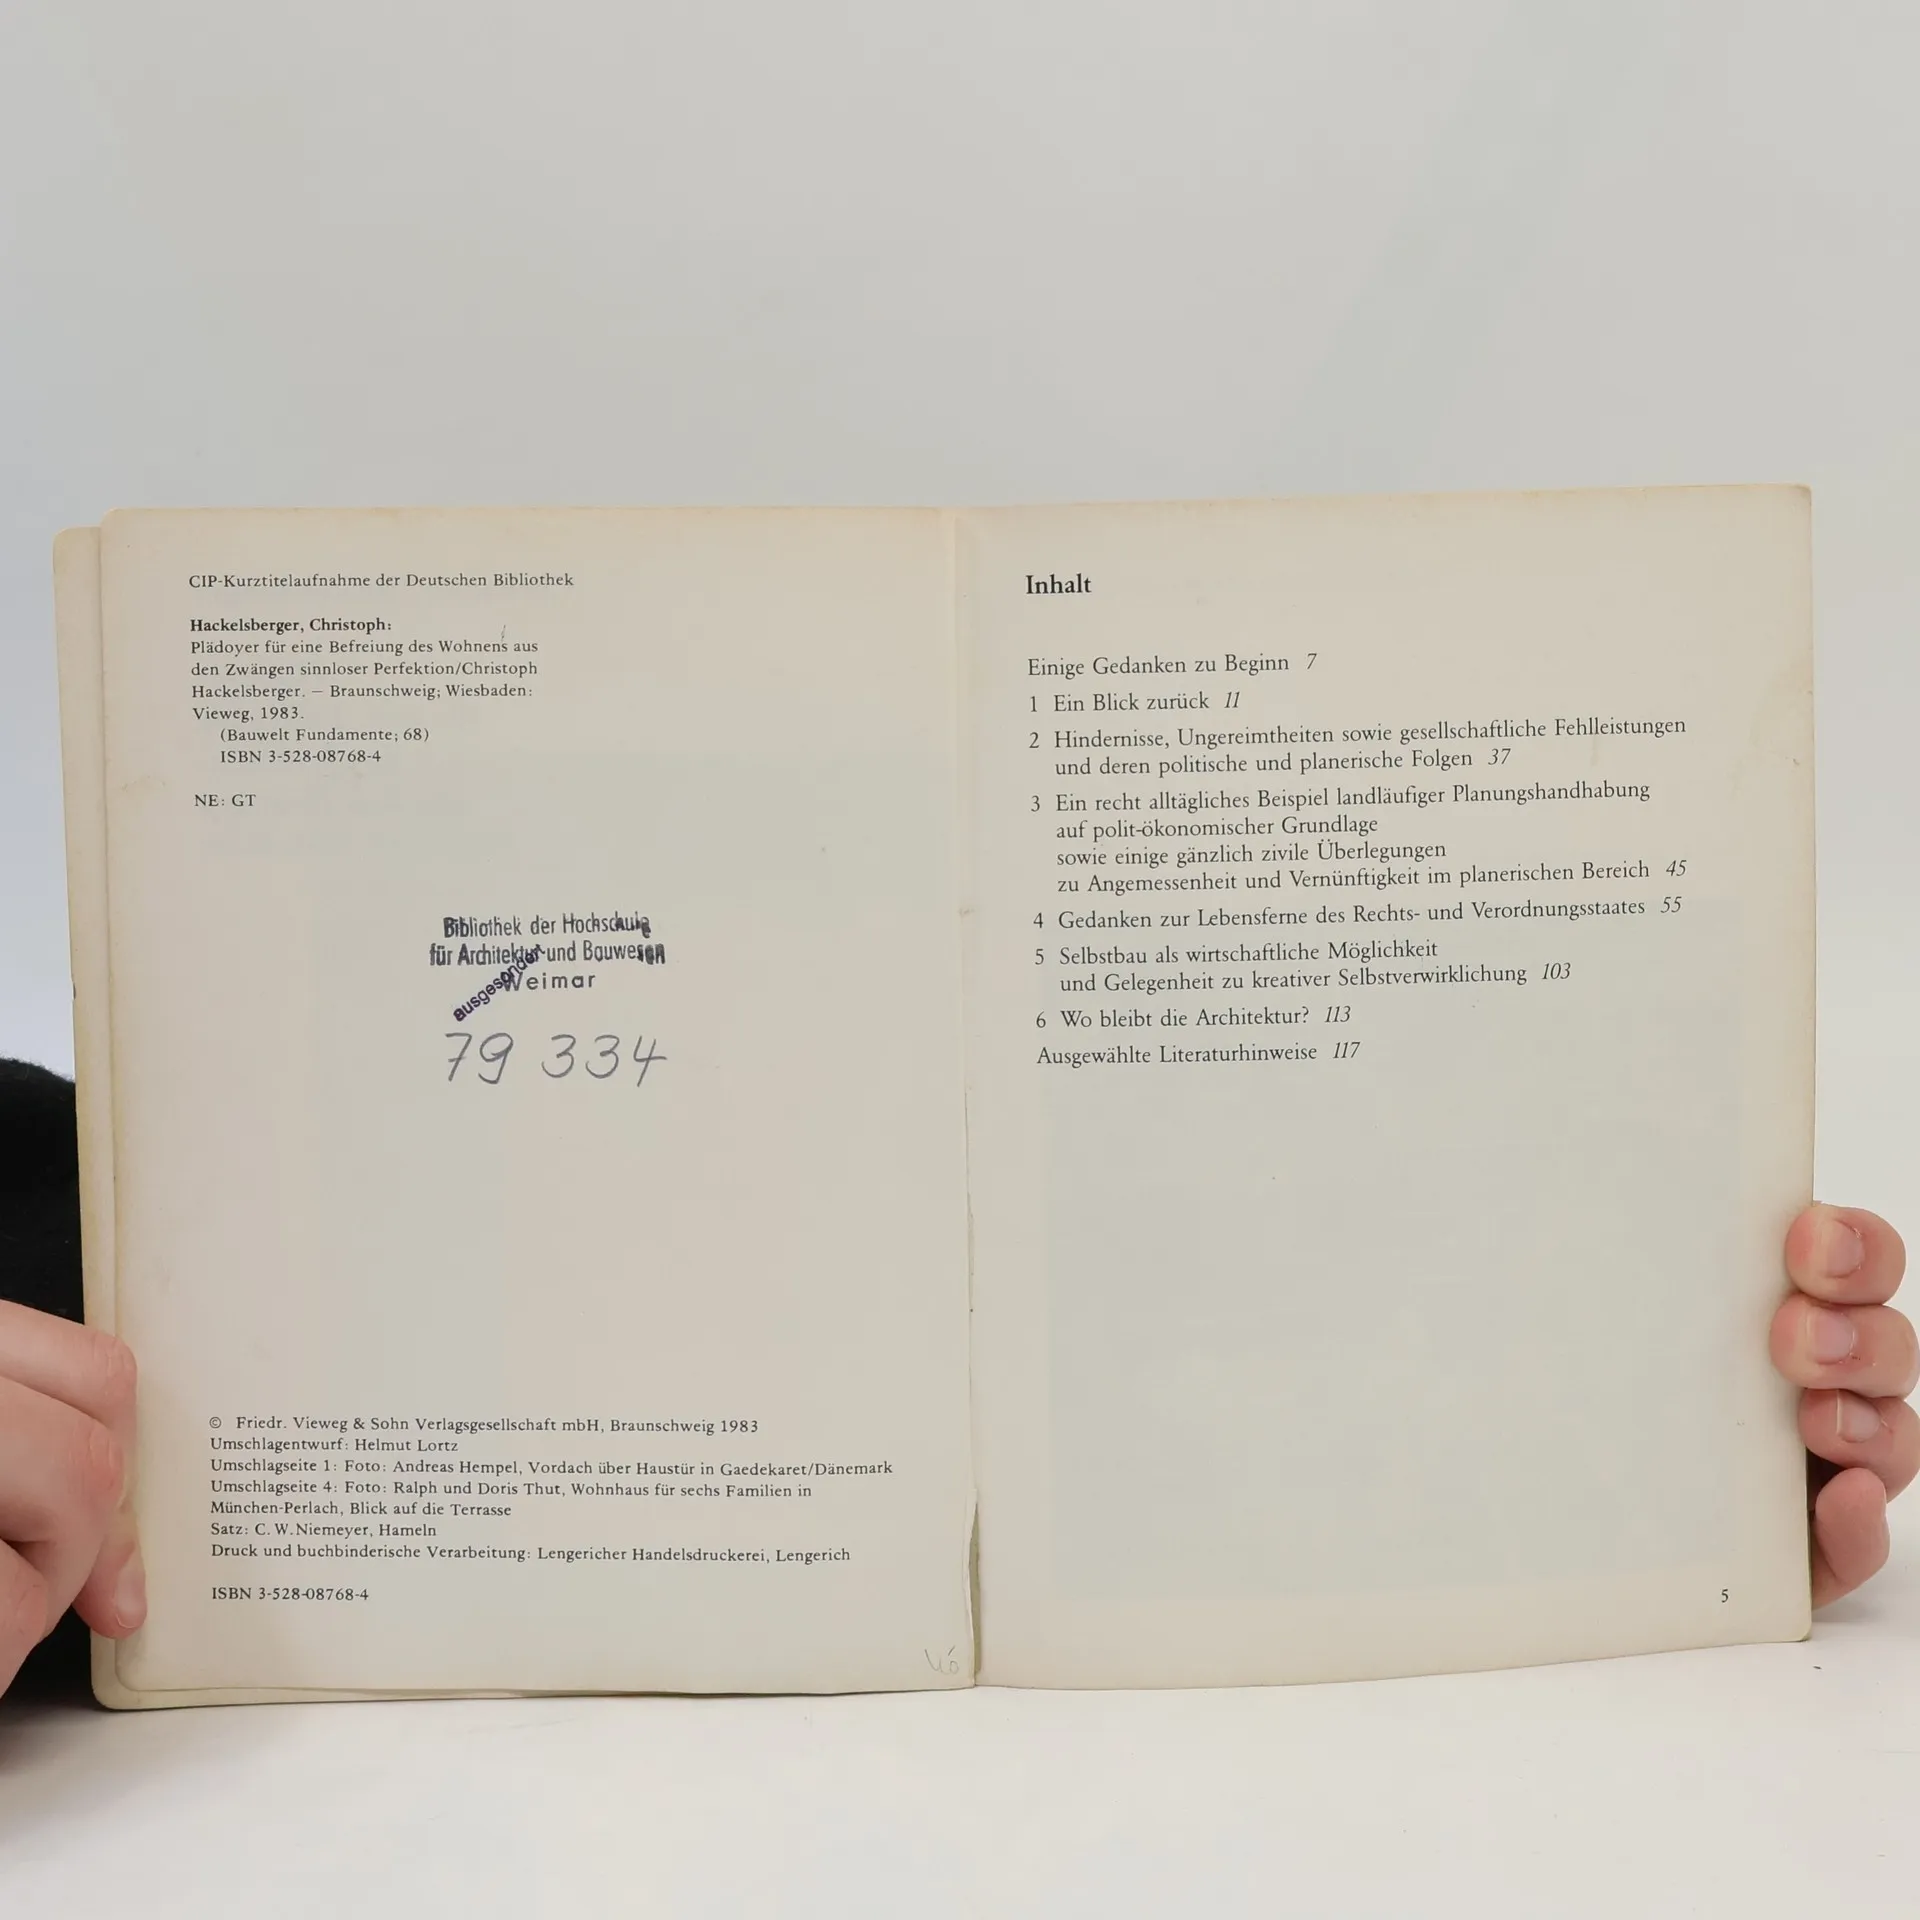 CIP-Kurztitelaufnahme der Deutschen Bibliothek
Hackelsberger, Christoph:
Plädoyer für eine Befreiung des Wohnens aus
den Zwängen sinnloser Perfektion/Christoph
Hackelsberger. — Braunschweig; Wiesbaden:
Vieweg, 1983.
(Bauwelt Fundamente; 68)
ISBN 3-528-08768-4
NE: GT
Bibliothek der Hochschule
für Architektur und Bauwesen
Weimar
ausgesondert
79 334
© Friedr. Vieweg & Sohn Verlagsgesellschaft mbH, Braunschweig 1983
Umschlagentwurf: Helmut Lortz
Umschlagseite 1: Foto: Andreas Hempel, Vordach über Haustür in Gaedekaret/Dänemark
Umschlagseite 4: Foto: Ralph und Doris Thut, Wohnhaus für sechs Familien in
München-Perlach, Blick auf die Terrasse
Satz: C. W. Niemeyer, Hameln
Druck und buchbinderische Verarbeitung: Lengericher Handelsdruckerei, Lengerich
ISBN 3-528-08768-4
Inhalt
Einige Gedanken zu Beginn 7
1 Ein Blick zurück 11
2 Hindernisse, Ungereimtheiten sowie gesellschaftliche Fehlleistungen
und deren politische und planerische Folgen 37
3 Ein recht alltägliches Beispiel landläufiger Planungshandhabung
auf polit-ökonomischer Grundlage
sowie einige gänzlich zivile Überlegungen
zu Angemessenheit und Vernünftigkeit im planerischen Bereich 45
4 Gedanken zur Lebensferne des Rechts- und Verordnungsstaates 55
5 Selbstbau als wirtschaftliche Möglichkeit
und Gelegenheit zu kreativer Selbstverwirklichung 103
6 Wo bleibt die Architektur? 113
Ausgewählte Literaturhinweise 117
5